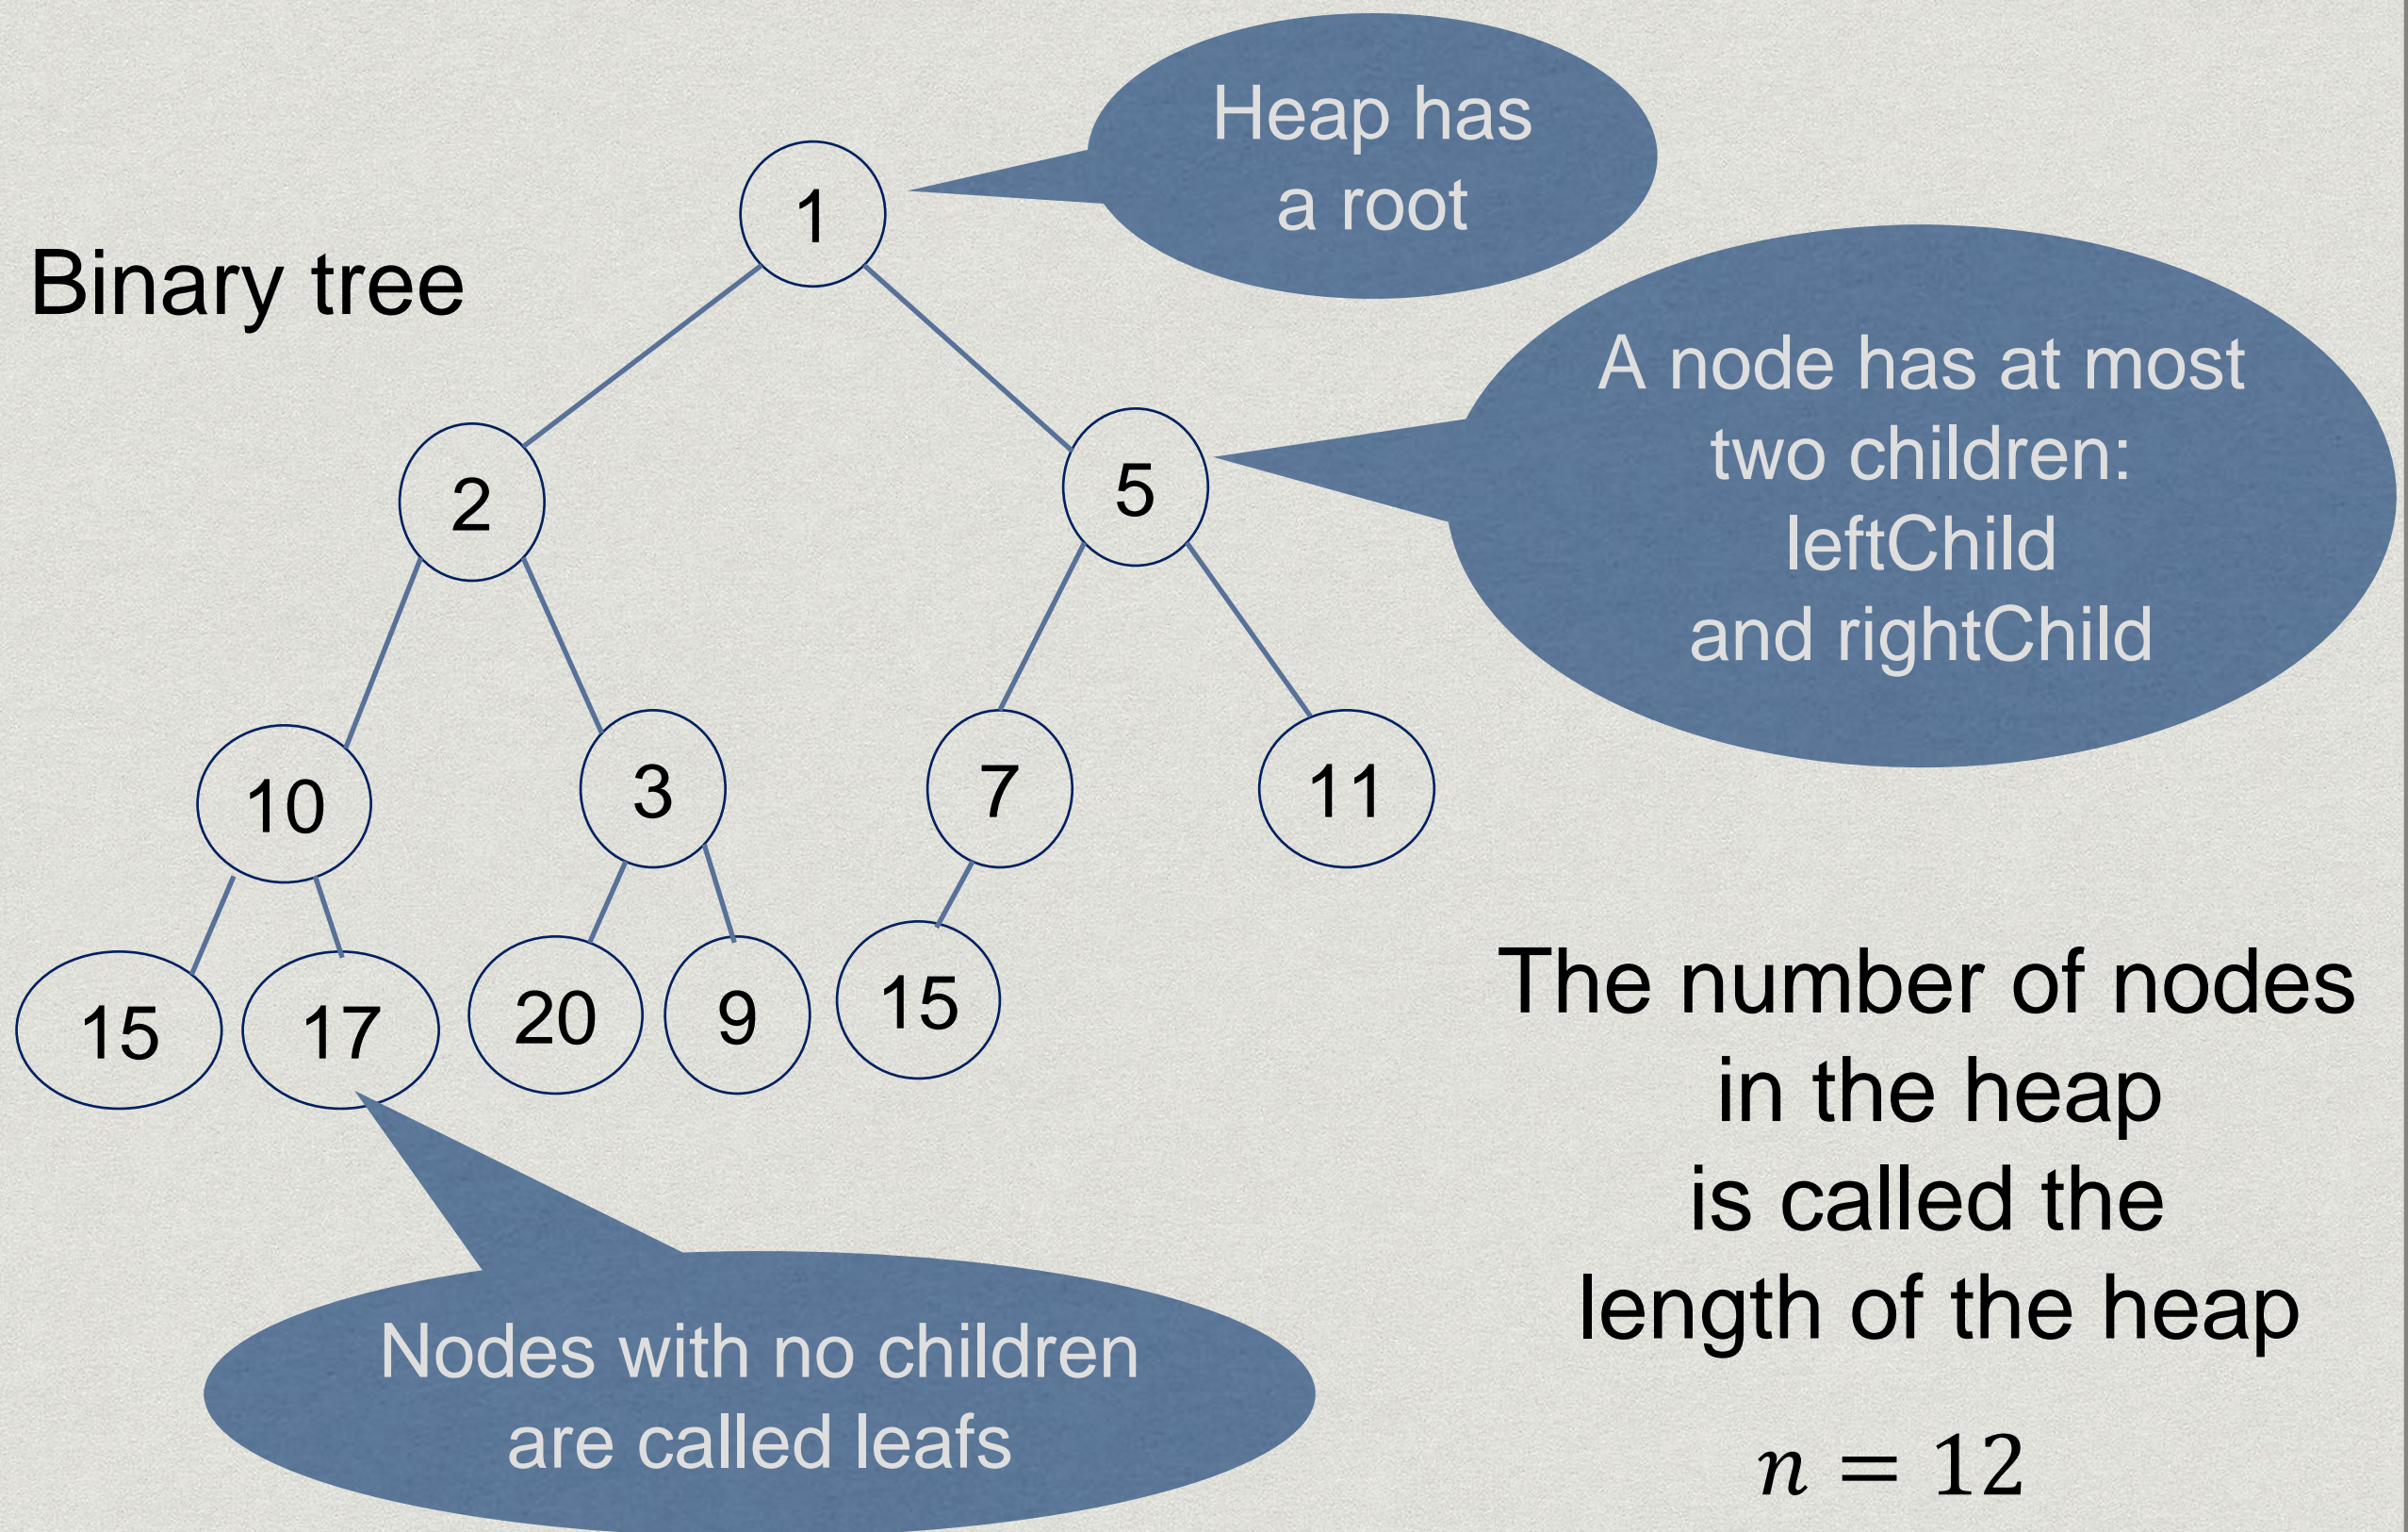 Heap has
a root
1
Binary tree
A node has at most
two children:
leftChild
and rightChild
2
5
10
3
7
11
15
17
20
9
15
The number of nodes
in the heap
is called the
length of the heap
n = 12
Nodes with no children
are called leafs